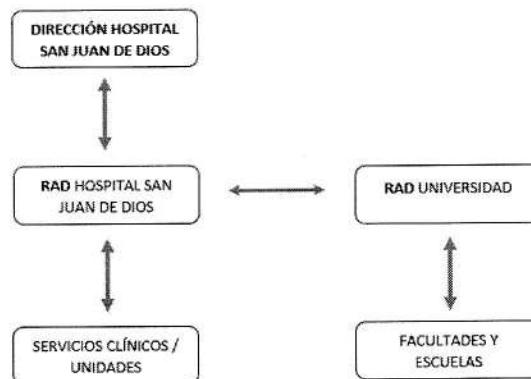 DIRECCIÓN HOSPITAL
SAN JUAN DE DIOS
RAD HOSPITAL SAN
JUAN DE DIOS
RAD UNIVERSIDAD
SERVICIOS CLÍNICOS /
UNIDADES
FACULTADES Y
ESCUELAS